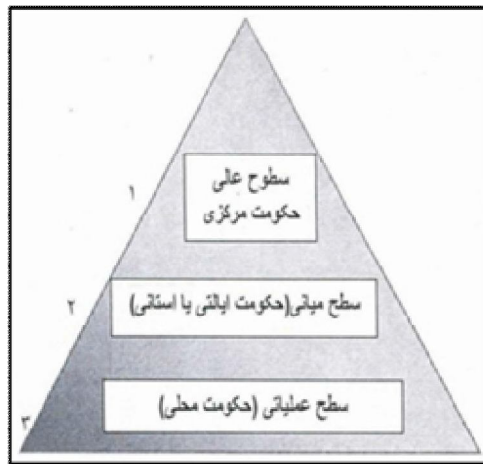 ۱
سطوح عالی
حکومت مرکزی
۲
سطح میانی(حکومت ایالتی یا استانی)
۳
سطح عملیاتی (حکومت محلی)